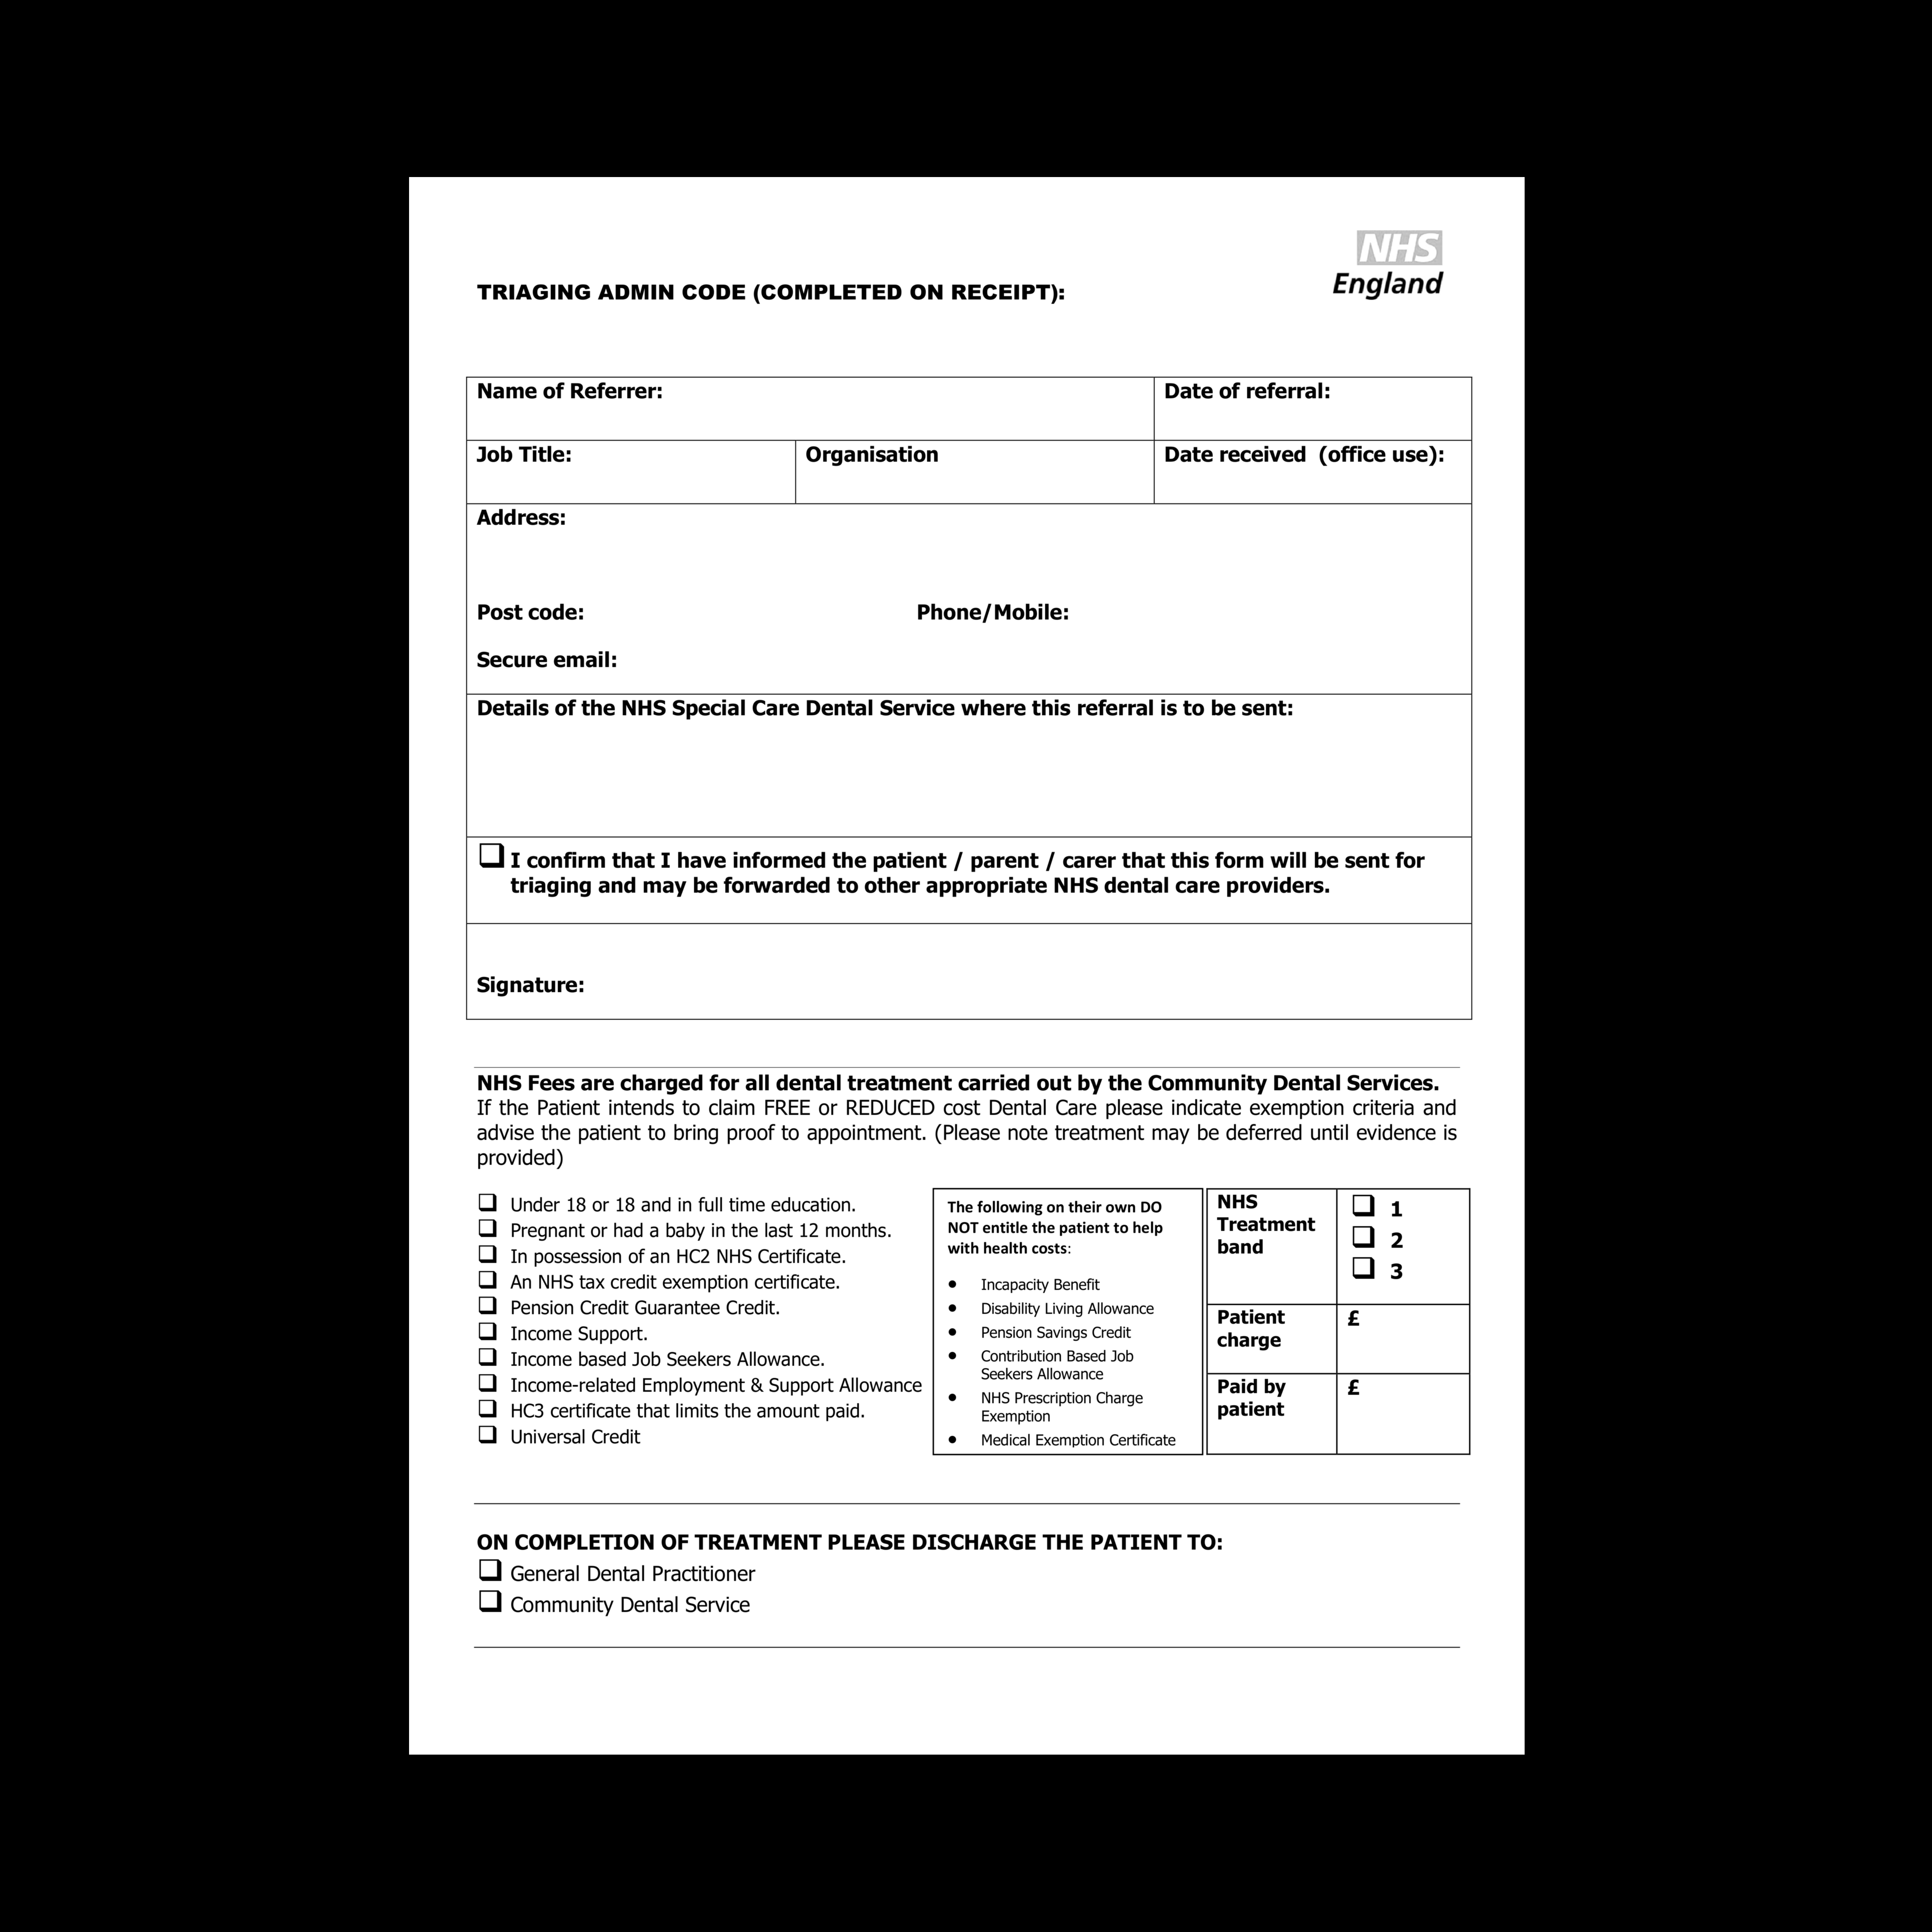 NHS
England
TRIAGING ADMIN CODE (COMPLETED ON RECEIPT):
Name of Referrer:
Date of referral:
Job Title:
Organisation
Date received (office use):
Address:
Post code:
Phone/Mobile:
Secure email:
Details of the NHS Special Care Dental Service where this referral is to be sent:
I confirm that I have informed the patient / parent / carer that this form will be sent for
triaging and may be forwarded to other appropriate NHS dental care providers.
Signature:
NHS Fees are charged for all dental treatment carried out by the Community Dental Services.
If the Patient intends to claim FREE or REDUCED cost Dental Care please indicate exemption criteria and
advise the patient to bring proof to appointment. (Please note treatment may be deferred until evidence is
provided)
Under 18 or 18 and in full time education.
Pregnant or had a baby in the last 12 months.
In possession of an HC2 NHS Certificate.
An NHS tax credit exemption certificate.
Pension Credit Guarantee Credit.
Income Support.
Income based Job Seekers Allowance.
Income-related Employment & Support Allowance
HC3 certificate that limits the amount paid.
Universal Credit
The following on their own DO
NOT entitle the patient to help
with health costs:
• Incapacity Benefit
• Disability Living Allowance
• Pension Savings Credit
• Contribution Based Job
Seekers Allowance
• NHS Prescription Charge
Exemption
• Medical Exemption Certificate
NHS
Treatment
band
1
2
3
Patient
charge
£
Paid by
patient
£
ON COMPLETION OF TREATMENT PLEASE DISCHARGE THE PATIENT TO:
General Dental Practitioner
Community Dental Service